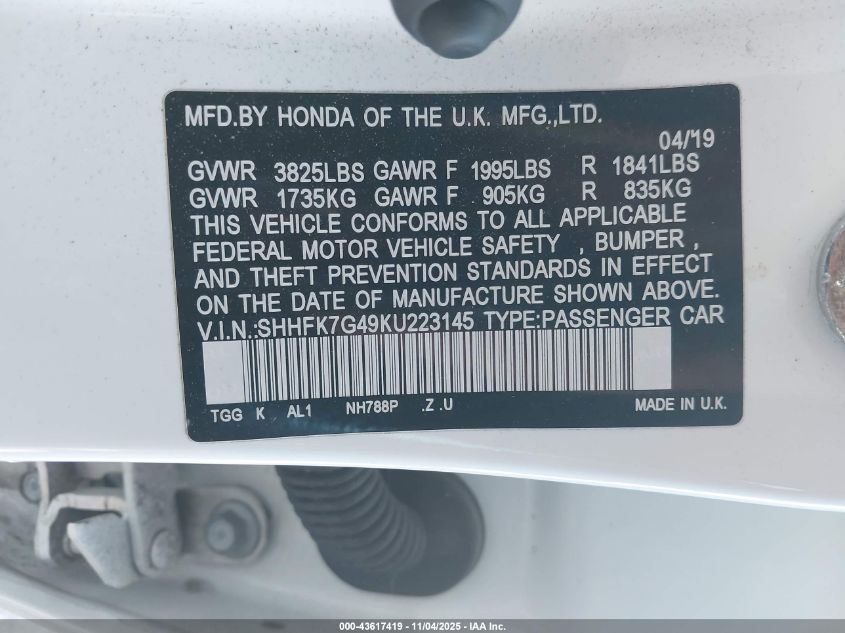 MFD.BY HONDA OF THE U.K. MFG.,LTD.
04/'19
GVWR 3825LBS GAWR F 1995LBS R 1841LBS
GVWR 1735KG GAWR F 905KG R 835KG
THIS VEHICLE CONFORMS TO ALL APPLICABLE
FEDERAL MOTOR VEHICLE SAFETY , BUMPER ,
AND THEFT PREVENTION STANDARDS IN EFFECT
ON THE DATE OF MANUFACTURE SHOWN ABOVE.
V.I.N.:SHHFK7G49KU223145 TYPE:PASSENGER CAR
TGG K AL1 NH788P .Z .U MADE IN U.K.
000-43617419 - 11/04/2025 - IAA Inc.